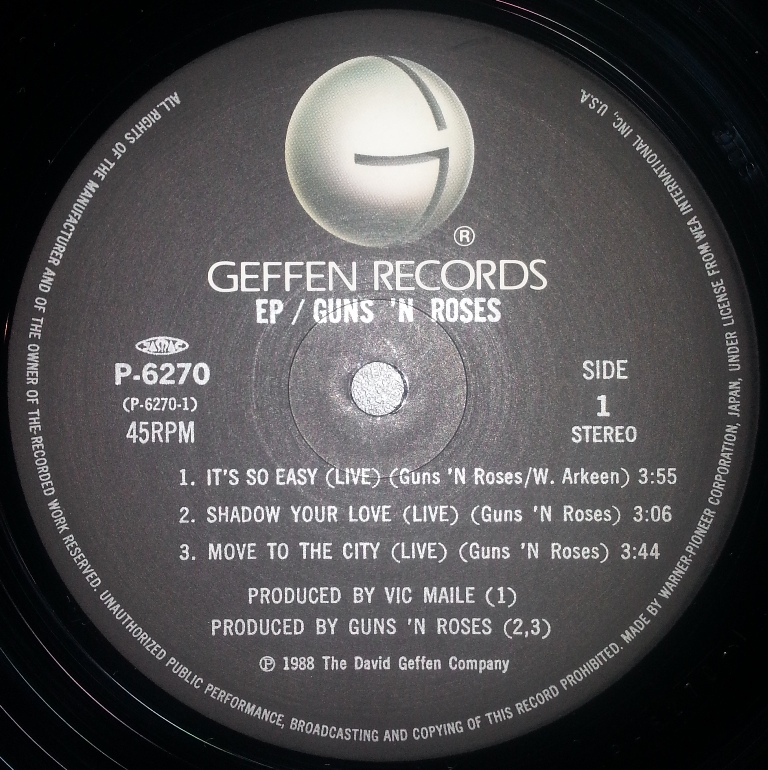 ®
GEFFEN RECORDS
EP / GUNS 'N ROSES
JASRAC
P-6270
(P-6270-1)
45RPM
SIDE
1
STEREO
1. IT'S SO EASY (LIVE) (Guns 'N Roses/W. Arkeen) 3:55
2. SHADOW YOUR LOVE (LIVE) (Guns 'N Roses) 3:06
3. MOVE TO THE CITY (LIVE) (Guns 'N Roses) 3:44
PRODUCED BY VIC MAILE (1)
PRODUCED BY GUNS 'N ROSES (2,3)
℗ 1988 The David Geffen Company
ALL RIGHTS OF THE MANUFACTURER AND OF THE OWNER OF THE-RECORDED WORK RESERVED. UNAUTHORIZED PUBLIC PERFORMANCE, BROADCASTING AND COPYING OF THIS RECORD PROHIBITED. MADE BY WARNER-PIONEER CORPORATION, JAPAN, UNDER LICENSE FROM WEA INTERNATIONAL INC., U.S.A.